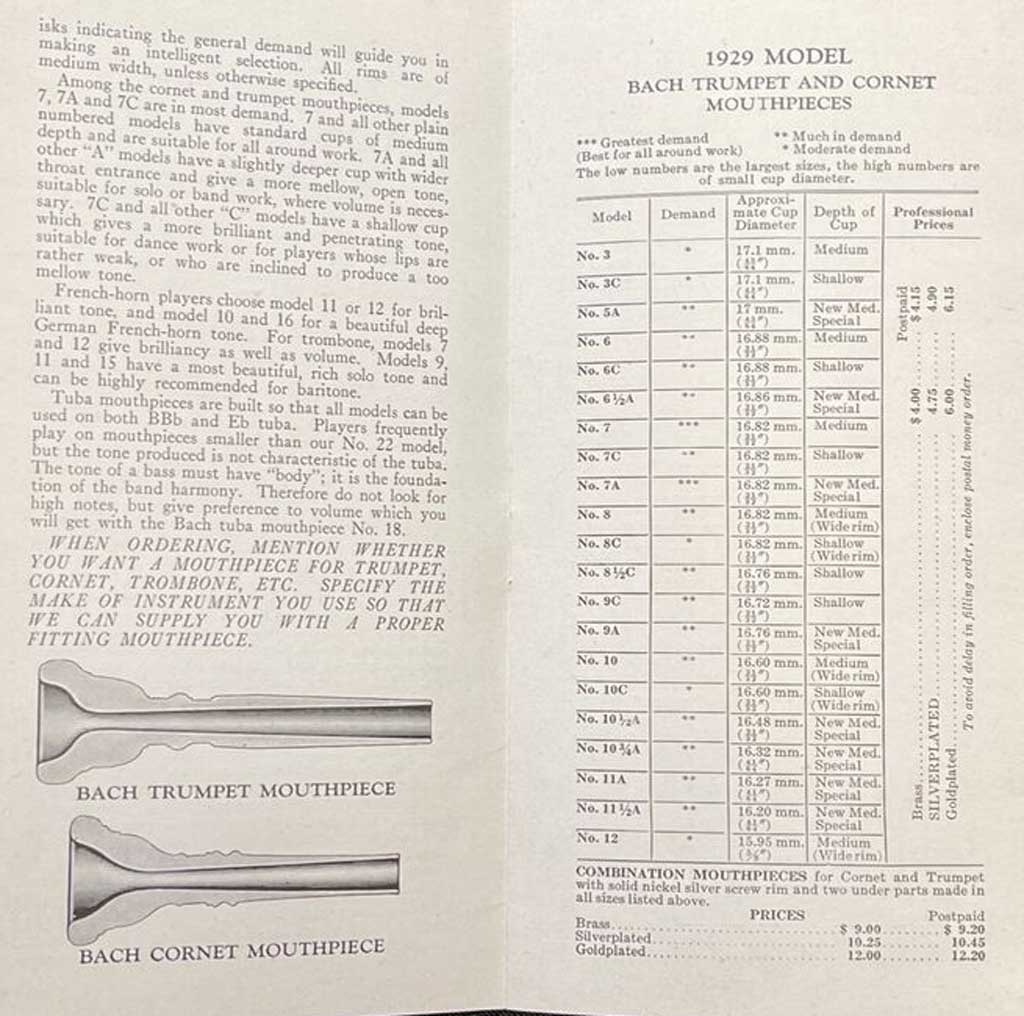 isks indicating the general demand will guide you in
making an intelligent selection. All rims are of
medium width, unless otherwise specified.
Among the cornet and trumpet mouthpieces, models
7, 7A and 7C are in most demand. 7 and all other plain
numbered models have standard cups of medium
depth and are suitable for all around work. 7A and all
other "A" models have a slightly deeper cup with wider
throat entrance and give a more mellow, open tone,
suitable for solo or band work, where volume is neces-
sary. 7C and all other "C" models have a shallow cup
which gives a more brilliant and penetrating tone,
suitable for dance work or for players whose lips are
rather weak, or who are inclined to produce a too
mellow tone.
French-horn players choose model 11 or 12 for bril-
liant tone, and model 10 and 16 for a beautiful deep
German French-horn tone. For trombone, models 7
and 12 give brilliancy as well as volume. Models 9,
11 and 15 have a most beautiful, rich solo tone and
can be highly recommended for baritone.
Tuba mouthpieces are built so that all models can be
used on both BBb and Eb tuba. Players frequently
play on mouthpieces smaller than our No. 22 model,
but the tone produced is not characteristic of the tuba.
The tone of a bass must have "body"; it is the founda-
tion of the band harmony. Therefore do not look for
high notes, but give preference to volume which you
will get with the Bach tuba mouthpiece No. 18.
WHEN ORDERING, MENTION WHETHER
YOU WANT A MOUTHPIECE FOR TRUMPET,
CORNET, TROMBONE, ETC. SPECIFY THE
MAKE OF INSTRUMENT YOU USE SO THAT
WE CAN SUPPLY YOU WITH A PROPER
FITTING MOUTHPIECE.
BACH TRUMPET MOUTHPIECE
BACH CORNET MOUTHPIECE
1929 MODEL
BACH TRUMPET AND CORNET
MOUTHPIECES
*** Greatest demand ** Much in demand
(Best for all around work) * Moderate demand
The low numbers are the largest sizes, the high numbers are
of small cup diameter.
Model Demand Approxi-mate Cup Diameter Depth of Cup Professional Prices
No. 3 * 17.1 mm. Medium
No. 3C * 17.1 mm. Shallow
No. 5A ** 17 mm. New Med. Special
No. 6 ** 16.88 mm. Medium
No. 6C ** 16.88 mm. Shallow
No. 6½A ** 16.86 mm. New Med. Special
No. 7 *** 16.82 mm. Medium
No. 7C ** 16.82 mm. Shallow
No. 7A *** 16.82 mm. New Med. Special
No. 8 ** 16.82 mm. Medium (Wide rim)
No. 8C * 16.82 mm. Shallow (Wide rim)
No. 8½C ** 16.76 mm. Shallow
No. 9C ** 16.72 mm. Shallow
No. 9A ** 16.76 mm. New Med. Special
No. 10 ** 16.60 mm. Medium (Wide rim)
No. 10C * 16.60 mm. Shallow (Wide rim)
No. 10½A ** 16.48 mm. New Med. Special
No. 10¾A ** 16.32 mm. New Med. Special
No. 11A ** 16.27 mm. New Med. Special
No. 11½A ** 16.20 mm. New Med. Special
No. 12 * 15.95 mm. (⅝") Medium (Wide rim)
Postpaid
Brass $4.00 $4.15
SILVERPLATED 4.75 4.90
Goldplated 6.00 6.15
To avoid delay in filling order, enclose postal money order.
COMBINATION MOUTHPIECES for Cornet and Trumpet
with solid nickel silver screw rim and two under parts made in
all sizes listed above.
PRICES Postpaid
Brass $ 9.00 $ 9.20
Silverplated 10.25 10.45
Goldplated 12.00 12.20